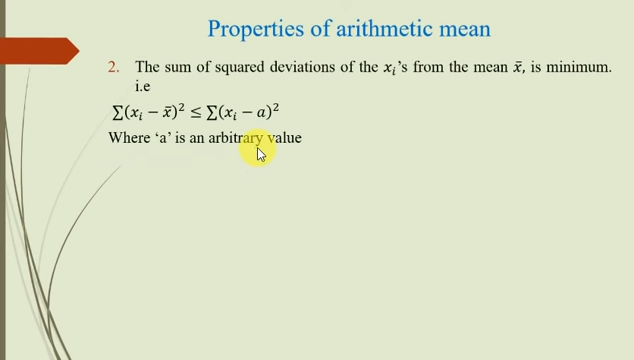 Properties of arithmetic mean
2. The sum of squared deviations of the xᵢ's from the mean x̄, is minimum.
i.e
∑(xᵢ − x̄)² ≤ ∑(xᵢ − a)²
Where ‘a’ is an arbitrary value